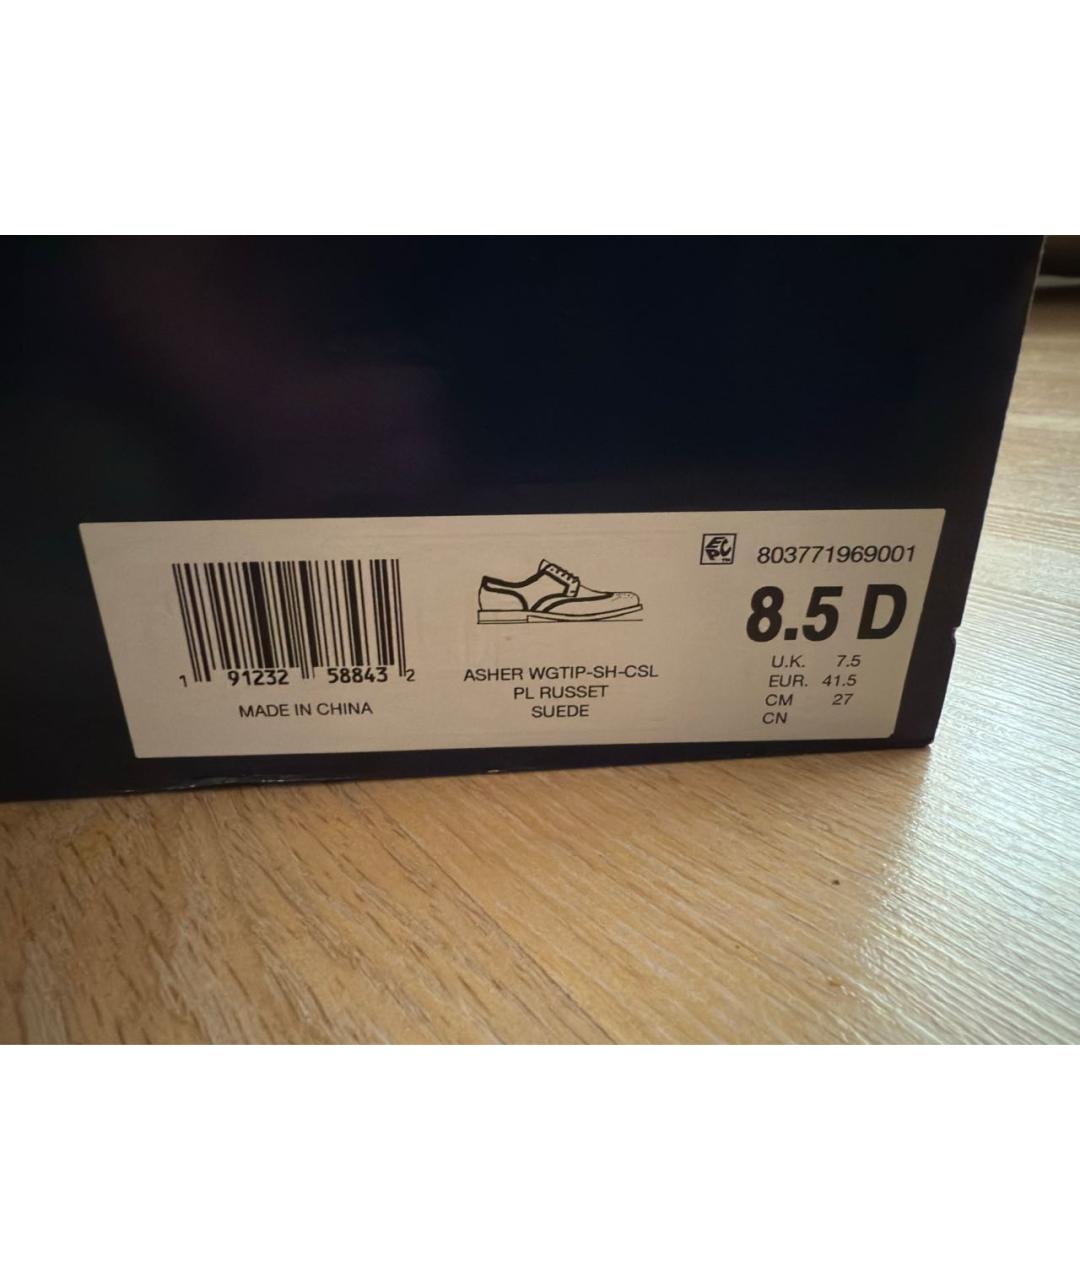 803771969001
8.5 D
U.K. 7.5
EUR. 41.5
CM 27
CN
1 91232 58843 2
MADE IN CHINA
ASHER WGTIP-SH-CSL
PL RUSSET
SUEDE